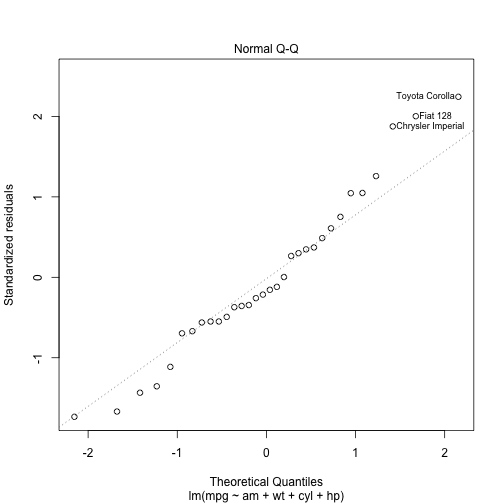 Normal Q-Q
Toyota Corolla
Fiat 128
Chrysler Imperial
2
1
0
-1
Standardized residuals
-2
-1
0
1
2
Theoretical Quantiles
lm(mpg ~ am + wt + cyl + hp)